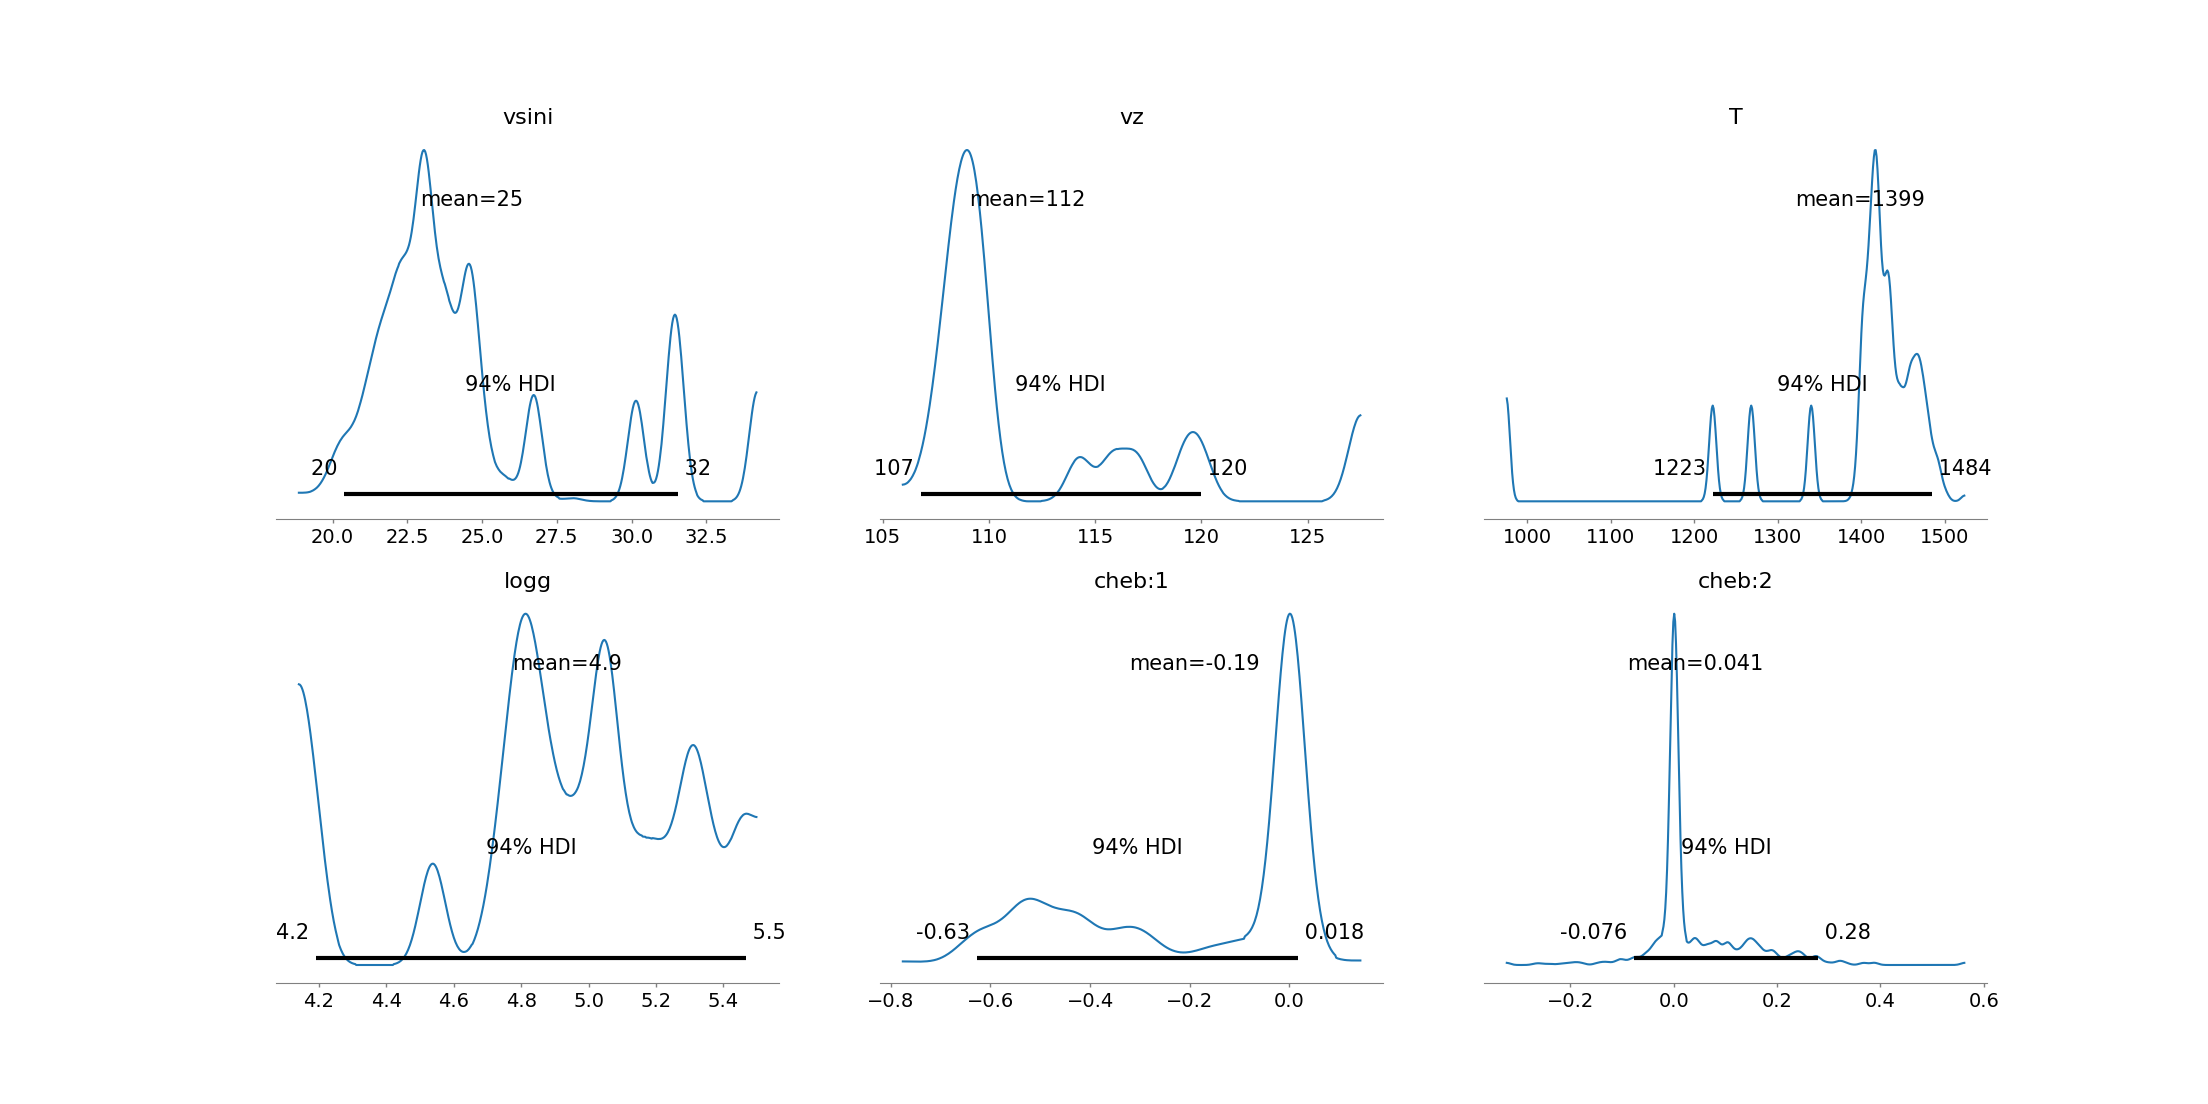 vsini
mean=25
94% HDI
20 32
20.0 22.5 25.0 27.5 30.0 32.5
vz
mean=112
94% HDI
107 120
105 110 115 120 125
T
mean=1399
94% HDI
1223 1484
1000 1100 1200 1300 1400 1500
logg
mean=4.9
94% HDI
4.2 5.5
4.2 4.4 4.6 4.8 5.0 5.2 5.4
cheb:1
mean=-0.19
94% HDI
-0.63 0.018
−0.8 −0.6 −0.4 −0.2 0.0
cheb:2
mean=0.041
94% HDI
-0.076 0.28
−0.2 0.0 0.2 0.4 0.6